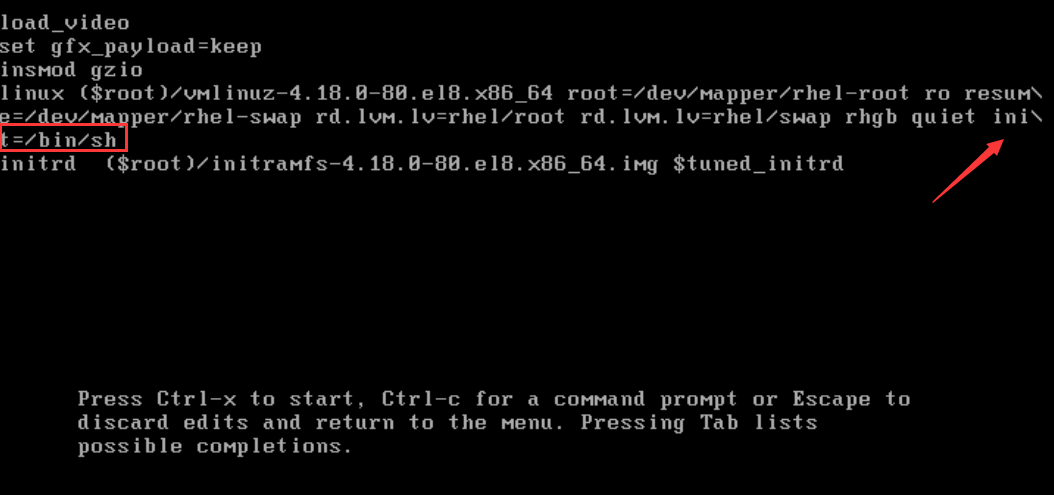 load_video
set gfx_payload=keep
insmod gzio
linux ($root)/vmlinuz-4.18.0-80.el8.x86_64 root=/dev/mapper/rhel-root ro resum\
e=/dev/mapper/rhel-swap rd.lvm.lv=rhel/root rd.lvm.lv=rhel/swap rhgb quiet ini\
t=/bin/sh
initrd  ($root)/initramfs-4.18.0-80.el8.x86_64.img $tuned_initrd
Press Ctrl-x to start, Ctrl-c for a command prompt or Escape to
discard edits and return to the menu. Pressing Tab lists
possible completions.